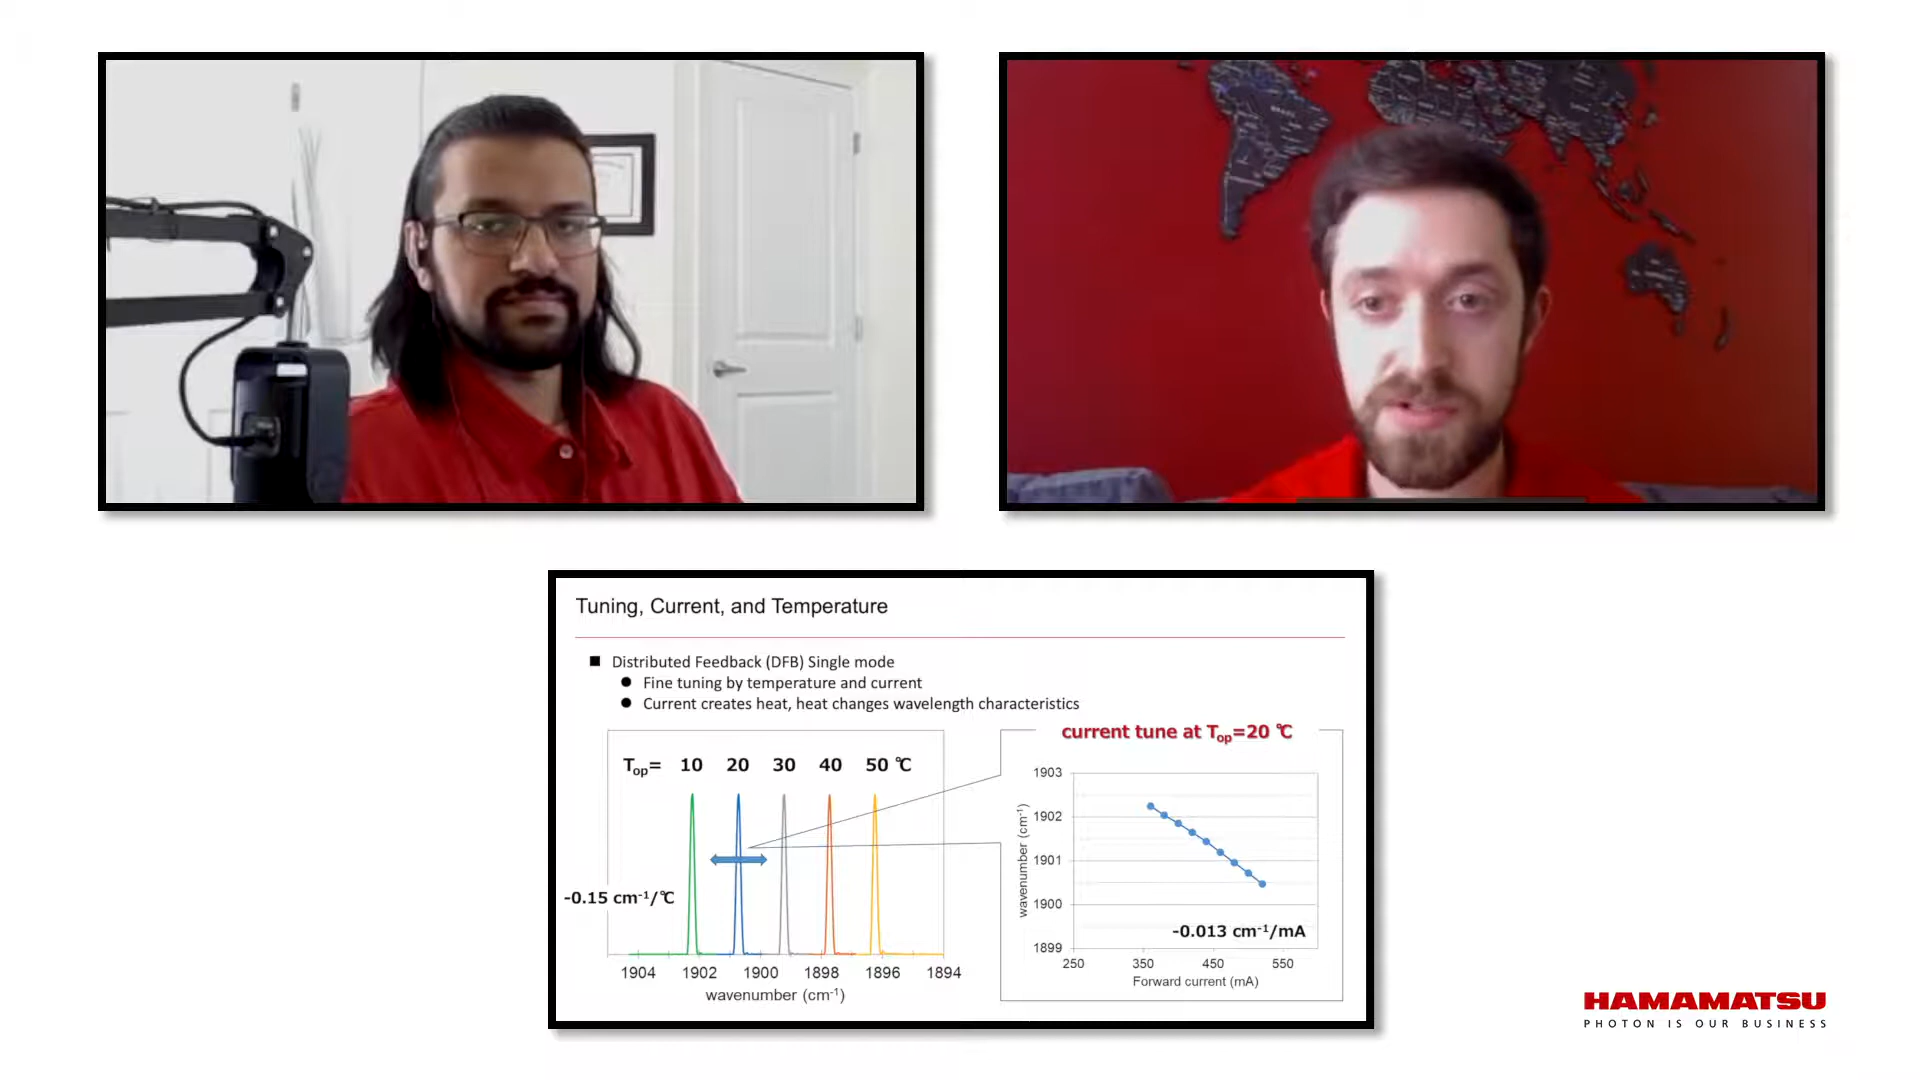 Tuning, Current, and Temperature
■ Distributed Feedback (DFB) Single mode
● Fine tuning by temperature and current
● Current creates heat, heat changes wavelength characteristics
Top= 10 20 30 40 50 ℃
-0.15 cm-1/℃
1904 1902 1900 1898 1896 1894
wavenumber (cm-1)
current tune at Top=20 ℃
1903
1902
1901
1900
1899
wavenumber (cm-1)
-0.013 cm-1/mA
250 350 450 550
Forward current (mA)
HAMAMATSU
PHOTON IS OUR BUSINESS